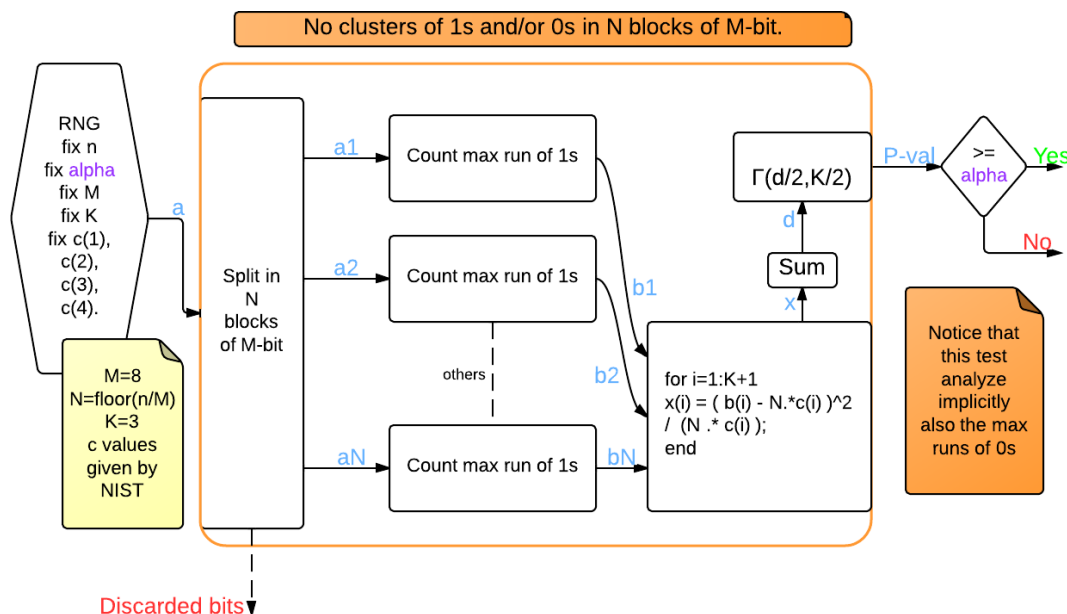 No clusters of 1s and/or 0s in N blocks of M-bit.
RNG
fix n
fix alpha
fix M
fix K
fix c(1),
c(2),
c(3),
c(4).
a
M=8
N=floor(n/M)
K=3
c values
given by
NIST
Split in
N
blocks
of M-bit
Discarded bits
a1
Count max run of 1s
a2
Count max run of 1s
others
aN
Count max run of 1s
b1
b2
bN
for i=1:K+1
x(i) = ( b(i) - N.*c(i) )^2
/  (N .* c(i) );
end
x
Sum
d
Γ(d/2,K/2)
P-val
>=
alpha
Yes
No
Notice that
this test
analyze
implicitly
also the max
runs of 0s